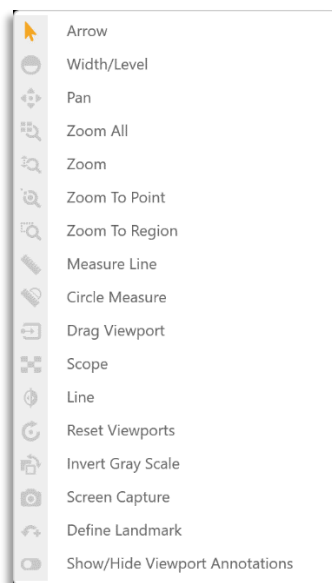 Arrow
Width/Level
Pan
Zoom All
Zoom
Zoom To Point
Zoom To Region
Measure Line
Circle Measure
Drag Viewport
Scope
Line
Reset Viewports
Invert Gray Scale
Screen Capture
Define Landmark
Show/Hide Viewport Annotations